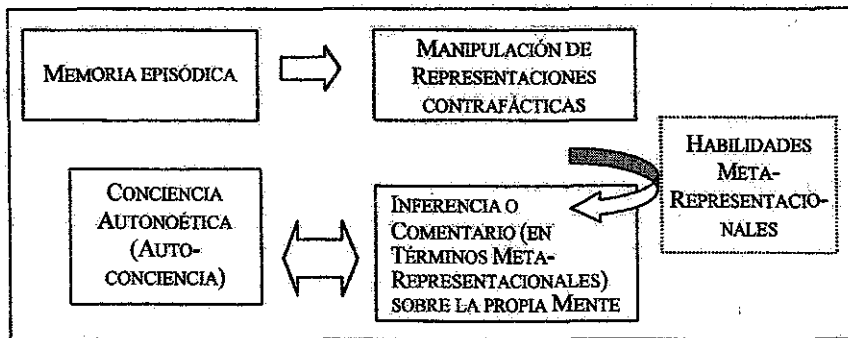 MEMORIA EPISÓDICA
MANIPULACIÓN DE
REPRESENTACIONES
CONTRAFÁCTICAS
HABILIDADES
META-
REPRESENTACIO-
NALES
CONCIENCIA
AUTONOÉTICA
(AUTO-
CONCIENCIA)
INFERENCIA O
COMENTARIO (EN
TÉRMINOS META-
REPRESENTACIONALES)
SOBRE LA PROPIA MENTE